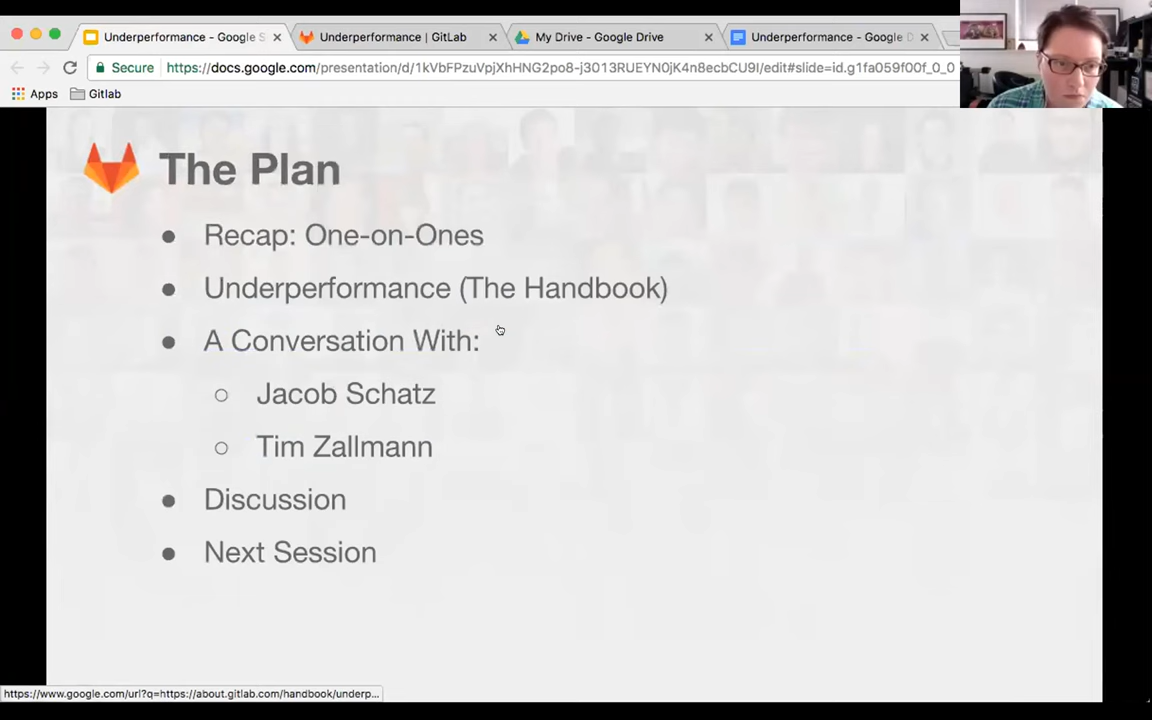 Underperformance - Google S
Underperformance | GitLab
My Drive - Google Drive
Underperformance - Google D
Secure
https://docs.google.com/presentation/d/1kVbFPzuVpjXhHNG2po8-j3013RUEYN0jK4n8ecbCU9I/edit#slide=id.g1fa059f00f_0_0
Apps
Gitlab
The Plan
Recap: One-on-Ones
Underperformance (The Handbook)
A Conversation With:
Jacob Schatz
Tim Zallmann
Discussion
Next Session
https://www.google.com/url?q=https://about.gitlab.com/handbook/underp...